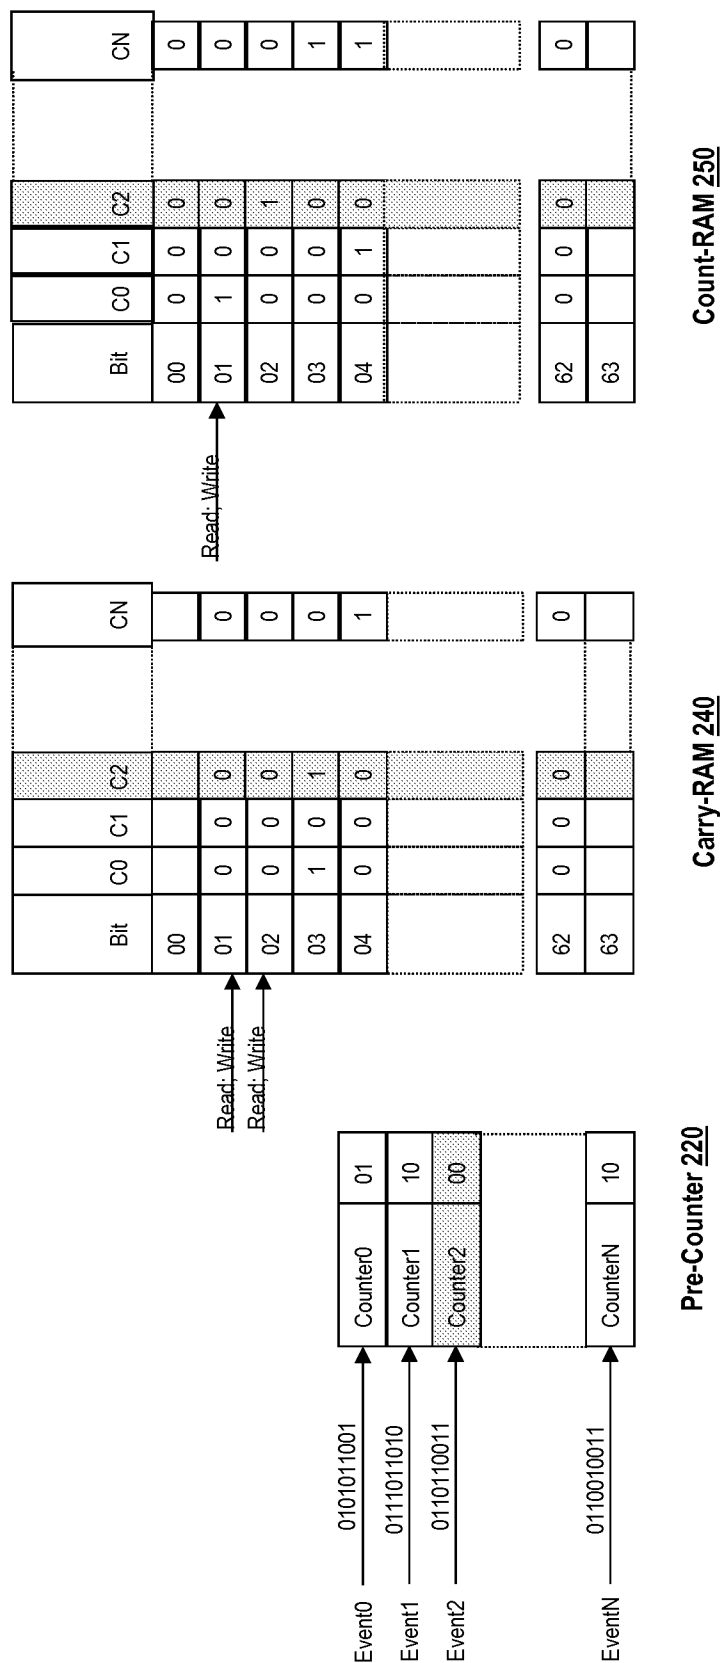 Event0
0101011001
Counter0
01
Event1
0111011010
Counter1
10
Event2
0110110011
Counter2
00
EventN
0110010011
CounterN
10
Pre-Counter 220
Read; Write
Read; Write
Bit C0 C1 C2 CN
00
01 0 0 0 0
02 0 0 0 0
03 1 0 1 0
04 0 0 0 1
62 0 0 0 0
63
Carry-RAM 240
Read; Write
Bit C0 C1 C2 CN
00 0 0 0 0
01 1 0 0 0
02 0 0 1 0
03 0 0 0 1
04 0 1 0 1
62 0 0 0 0
63
Count-RAM 250